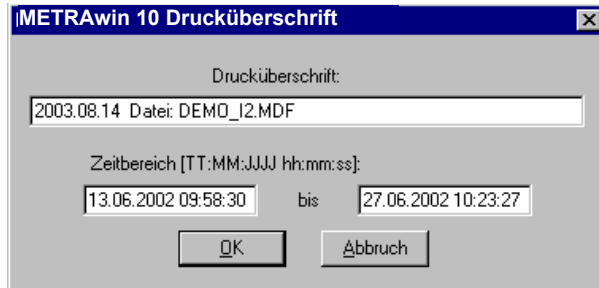 METRAwin 10 Drucküberschrift
Drucküberschrift:
2003.08.14 Datei: DEMO_I2.MDF
Zeitbereich [TT:MM:JJJJ hh:mm:ss]:
13.06.2002 09:58:30 bis 27.06.2002 10:23:27
OK Abbruch